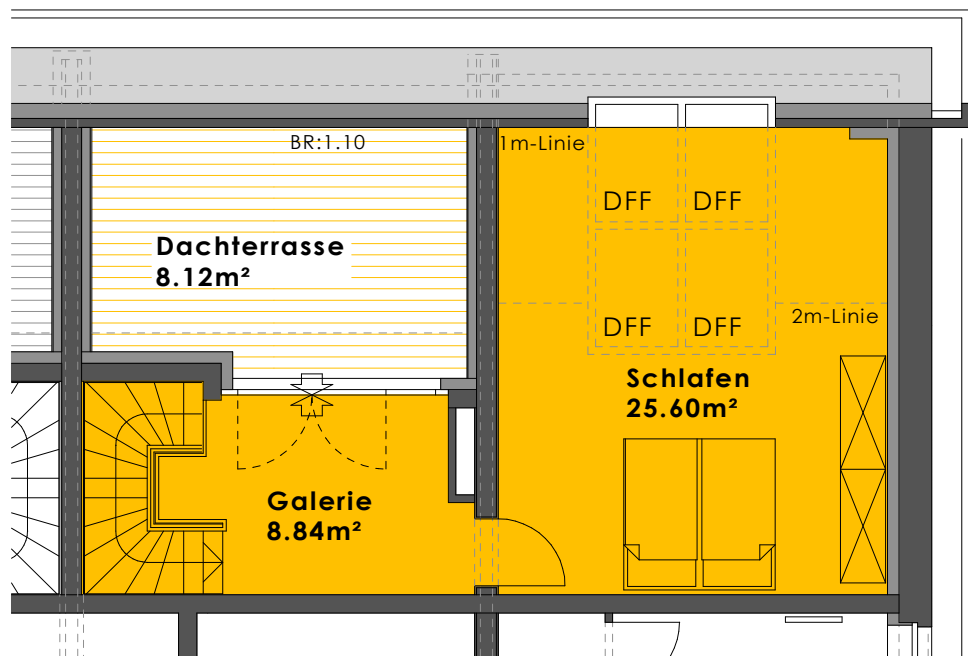 BR:1.10
1m-Linie
DFF DFF
Dachterrasse
8.12m²
2m-Linie
DFF DFF
Schlafen
25.60m²
Galerie
8.84m²